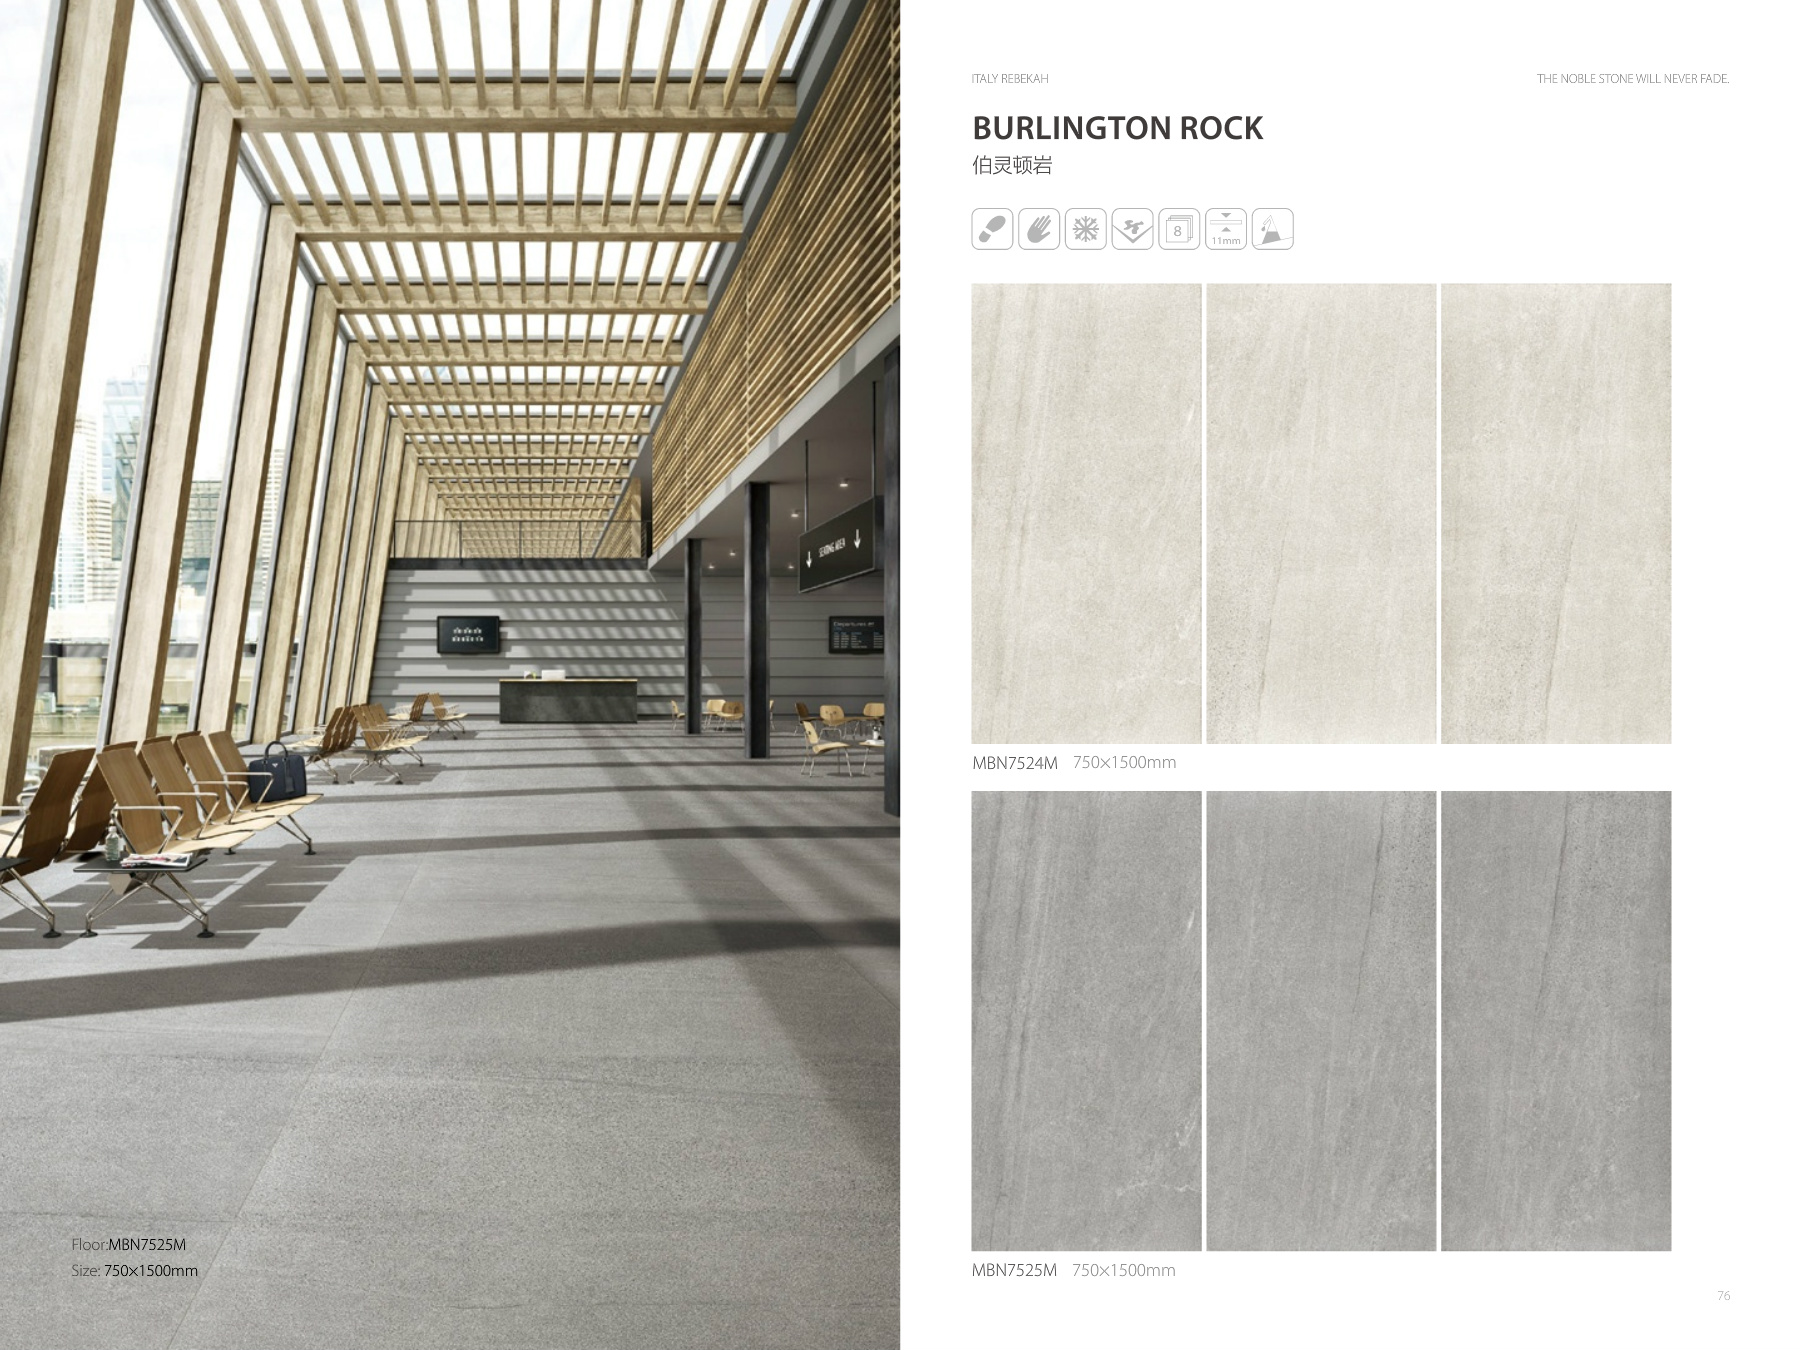 SEATING AREA
Departures
Floor:MBN7525M
Size: 750×1500mm
ITALY REBEKAH
THE NOBLE STONE WILL NEVER FADE.
BURLINGTON ROCK
伯灵顿岩
8
11mm
MBN7524M 750×1500mm
MBN7525M 750×1500mm
76